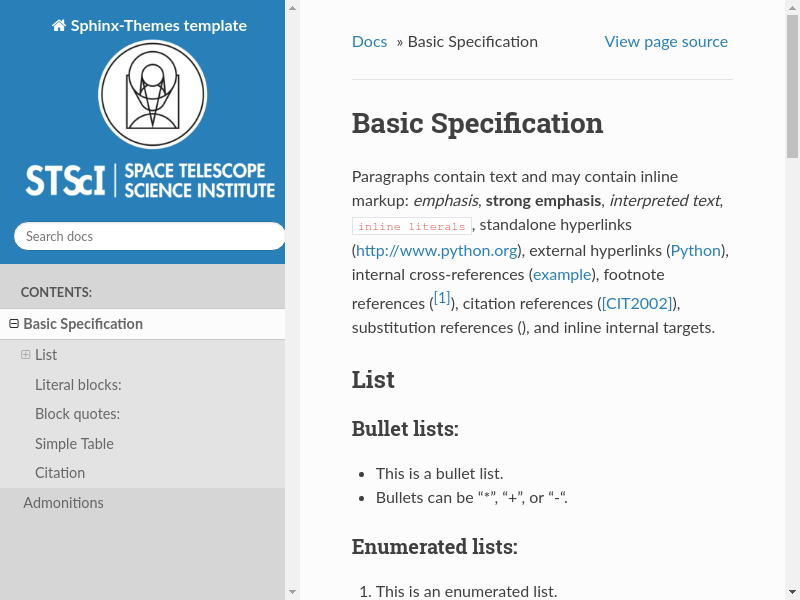 Sphinx-Themes template
STScI | SPACE TELESCOPE
SCIENCE INSTITUTE
Search docs
CONTENTS:
Basic Specification
List
Literal blocks:
Block quotes:
Simple Table
Citation
Admonitions
Docs » Basic Specification View page source
Basic Specification
Paragraphs contain text and may contain inline
markup: emphasis, strong emphasis, interpreted text,
inline literals, standalone hyperlinks
(http://www.python.org), external hyperlinks (Python),
internal cross-references (example), footnote
references ([1]), citation references ([CIT2002]),
substitution references (), and inline internal targets.
List
Bullet lists:
• This is a bullet list.
• Bullets can be “*”, “+”, or “-“.
Enumerated lists:
1. This is an enumerated list.